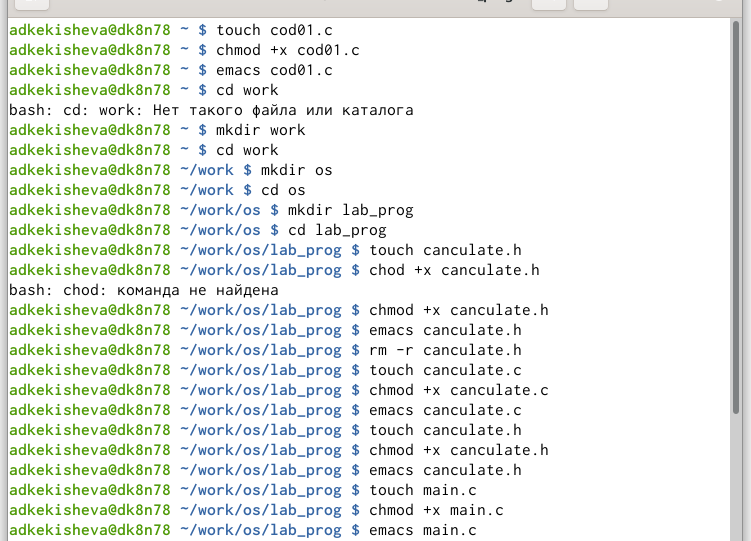 adkekisheva@dk8n78 ~ $ touch cod01.c
adkekisheva@dk8n78 ~ $ chmod +x cod01.c
adkekisheva@dk8n78 ~ $ emacs cod01.c
adkekisheva@dk8n78 ~ $ cd work
bash: cd: work: Нет такого файла или каталога
adkekisheva@dk8n78 ~ $ mkdir work
adkekisheva@dk8n78 ~ $ cd work
adkekisheva@dk8n78 ~/work $ mkdir os
adkekisheva@dk8n78 ~/work $ cd os
adkekisheva@dk8n78 ~/work/os $ mkdir lab_prog
adkekisheva@dk8n78 ~/work/os $ cd lab_prog
adkekisheva@dk8n78 ~/work/os/lab_prog $ touch canculate.h
adkekisheva@dk8n78 ~/work/os/lab_prog $ chod +x canculate.h
bash: chod: команда не найдена
adkekisheva@dk8n78 ~/work/os/lab_prog $ chmod +x canculate.h
adkekisheva@dk8n78 ~/work/os/lab_prog $ emacs canculate.h
adkekisheva@dk8n78 ~/work/os/lab_prog $ rm -r canculate.h
adkekisheva@dk8n78 ~/work/os/lab_prog $ touch canculate.c
adkekisheva@dk8n78 ~/work/os/lab_prog $ chmod +x canculate.c
adkekisheva@dk8n78 ~/work/os/lab_prog $ emacs canculate.c
adkekisheva@dk8n78 ~/work/os/lab_prog $ touch canculate.h
adkekisheva@dk8n78 ~/work/os/lab_prog $ chmod +x canculate.h
adkekisheva@dk8n78 ~/work/os/lab_prog $ emacs canculate.h
adkekisheva@dk8n78 ~/work/os/lab_prog $ touch main.c
adkekisheva@dk8n78 ~/work/os/lab_prog $ chmod +x main.c
adkekisheva@dk8n78 ~/work/os/lab_prog $ emacs main.c